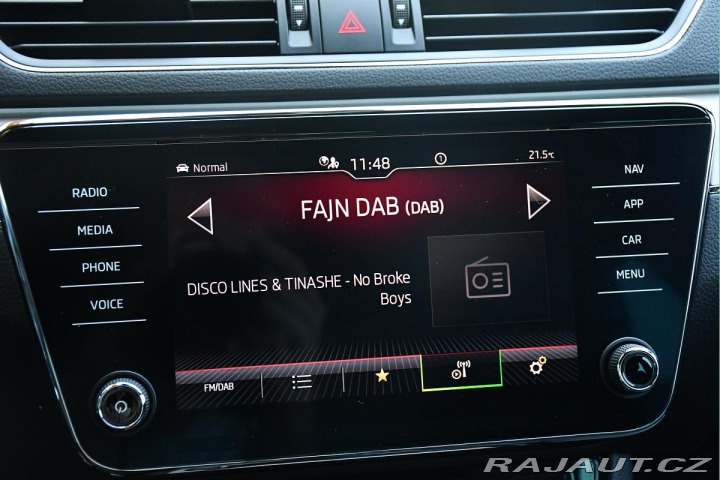 Normal
11:48
1
21.5°c
RADIO
MEDIA
PHONE
VOICE
FAJN DAB (DAB)
DISCO LINES & TINASHE - No Broke
Boys
NAV
APP
CAR
MENU
FM/DAB
RAJAUT.CZ